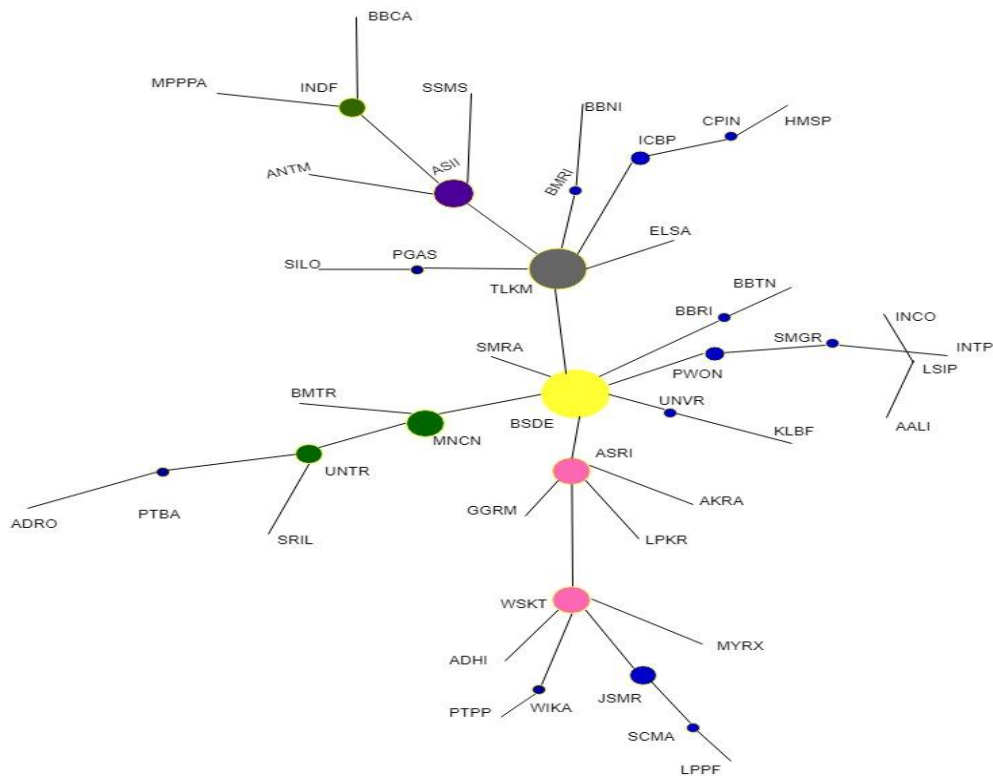 BBCA
MPPPA
INDF
SSMS
BBNI
CPIN
HMSP
ICBP
ASII
ANTM
BMRI
ELSA
SILO
PGAS
TLKM
BBTN
BBRI
INCO
SMGR
INTP
SMRA
PWON
LSIP
BMTR
UNVR
BSDE
AALI
KLBF
MNCN
ASRI
UNTR
AKRA
GGRM
PTBA
ADRO
SRIL
LPKR
WSKT
MYRX
ADHI
JSMR
WIKA
PTPP
SCMA
LPPF